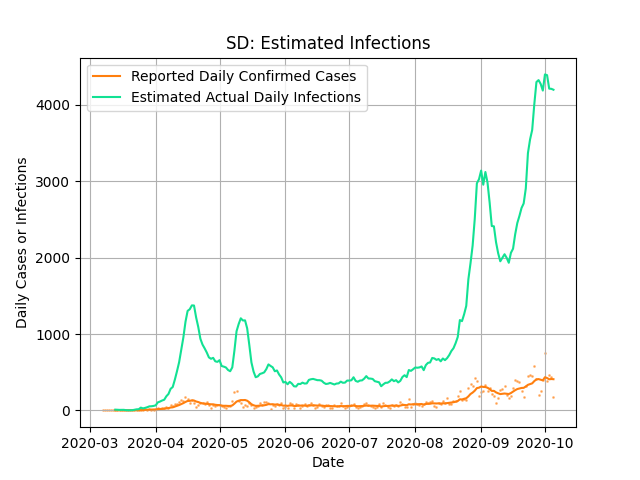 SD: Estimated Infections
Reported Daily Confirmed Cases
Estimated Actual Daily Infections
Daily Cases or Infections
4000
3000
2000
1000
0
2020-03 2020-04 2020-05 2020-06 2020-07 2020-08 2020-09 2020-10
Date